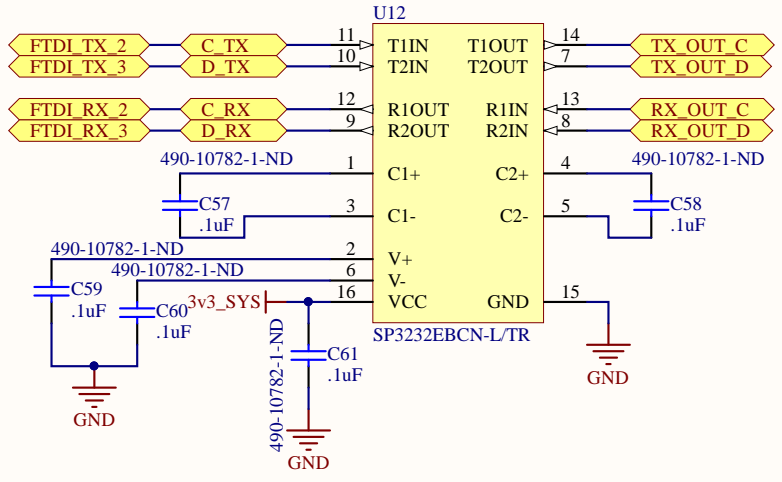 U12
FTDI_TX_2 C_TX 11 T1IN T1OUT 14 TX_OUT_C
FTDI_TX_3 D_TX 10 T2IN T2OUT 7 TX_OUT_D
FTDI_RX_2 C_RX 12 R1OUT R1IN 13 RX_OUT_C
FTDI_RX_3 D_RX 9 R2OUT R2IN 8 RX_OUT_D
490-10782-1-ND 1 C1+ C2+ 4 490-10782-1-ND
C57 C58
.1uF 3 C1- C2- 5 .1uF
490-10782-1-ND 2 V+
490-10782-1-ND 6 V-
C59
.1uF
C60
.1uF
3v3_SYS 16 VCC GND 15
SP3232EBCN-L/TR
490-10782-1-ND
C61
.1uF
GND
GND
GND